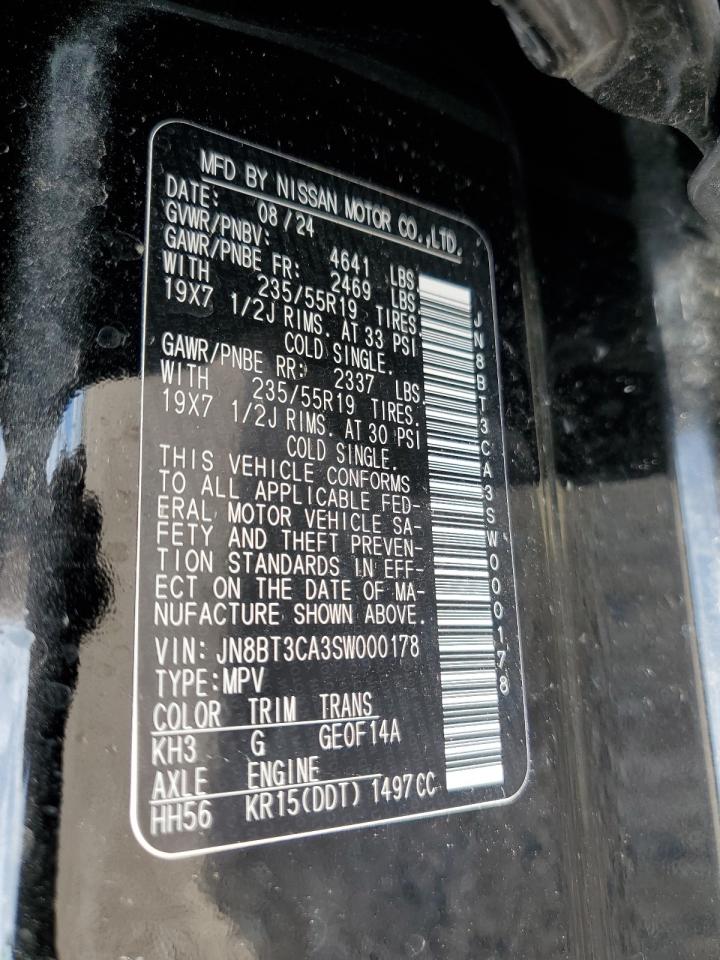 MFD BY NISSAN MOTOR CO.,LTD.
DATE: 08/24
GVWR/PNBV: 4641 LBS.
GAWR/PNBE FR: 2469 LBS.
WITH 235/55R19 TIRES.
19X7 1/2J RIMS. AT 33 PSI
COLD SINGLE.
GAWR/PNBE RR: 2337 LBS.
WITH 235/55R19 TIRES.
19X7 1/2J RIMS. AT 30 PSI
COLD SINGLE.
THIS VEHICLE CONFORMS
TO ALL APPLICABLE FED-
ERAL MOTOR VEHICLE SA-
FETY AND THEFT PREVEN-
TION STANDARDS IN EFF-
ECT ON THE DATE OF MA-
NUFACTURE SHOWN ABOVE.
VIN: JN8BT3CA3SW000178
TYPE:MPV
COLOR TRIM TRANS
KH3 G GE0F14A
AXLE ENGINE
HH56 KR15(DDT) 1497CC
JN8BT3CA3SW000178